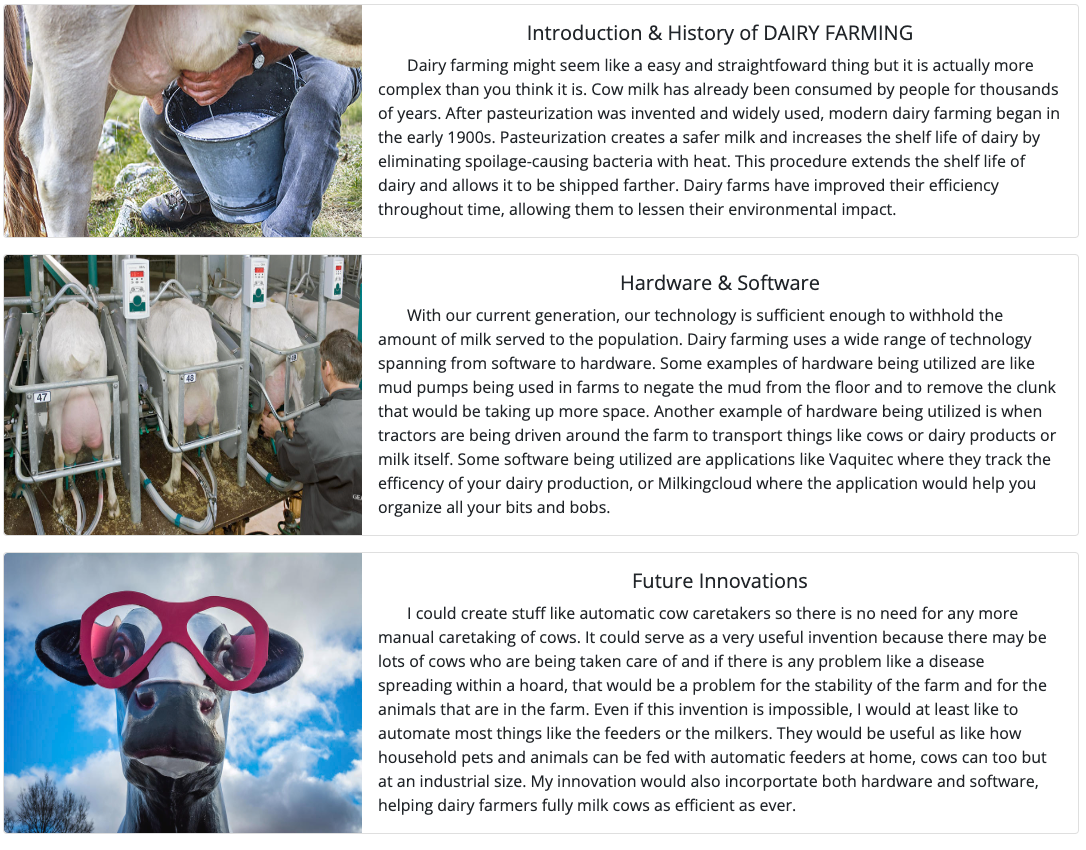 Introduction & History of DAIRY FARMING
Dairy farming might seem like a easy and straightfoward thing but it is actually more
complex than you think it is. Cow milk has already been consumed by people for thousands
of years. After pasteurization was invented and widely used, modern dairy farming began in
the early 1900s. Pasteurization creates a safer milk and increases the shelf life of dairy by
eliminating spoilage-causing bacteria with heat. This procedure extends the shelf life of
dairy and allows it to be shipped farther. Dairy farms have improved their efficiency
throughout time, allowing them to lessen their environmental impact.
47
48
49
Hardware & Software
With our current generation, our technology is sufficient enough to withhold the
amount of milk served to the population. Dairy farming uses a wide range of technology
spanning from software to hardware. Some examples of hardware being utilized are like
mud pumps being used in farms to negate the mud from the floor and to remove the clunk
that would be taking up more space. Another example of hardware being utilized is when
tractors are being driven around the farm to transport things like cows or dairy products or
milk itself. Some software being utilized are applications like Vaquitec where they track the
efficency of your dairy production, or Milkingcloud where the application would help you
organize all your bits and bobs.
Future Innovations
I could create stuff like automatic cow caretakers so there is no need for any more
manual caretaking of cows. It could serve as a very useful invention because there may be
lots of cows who are being taken care of and if there is any problem like a disease
spreading within a hoard, that would be a problem for the stability of the farm and for the
animals that are in the farm. Even if this invention is impossible, I would at least like to
automate most things like the feeders or the milkers. They would be useful as like how
household pets and animals can be fed with automatic feeders at home, cows can too but
at an industrial size. My innovation would also incorportate both hardware and software,
helping dairy farmers fully milk cows as efficient as ever.